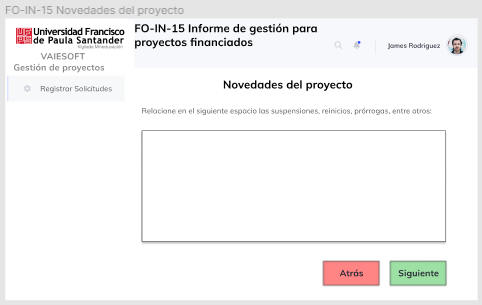 FO-IN-15 Novedades del proyecto
Universidad Francisco
de Paula Santander
Vigilada Mineducación
VAIESOFT
Gestión de proyectos
Registrar Solicitudes
FO-IN-15 Informe de gestión para
proyectos financiados
James Rodriguez
Novedades del proyecto
Relacione en el siguiente espacio las suspensiones, reinicios, prórrogas, entre otros:
Atrás
Siguiente